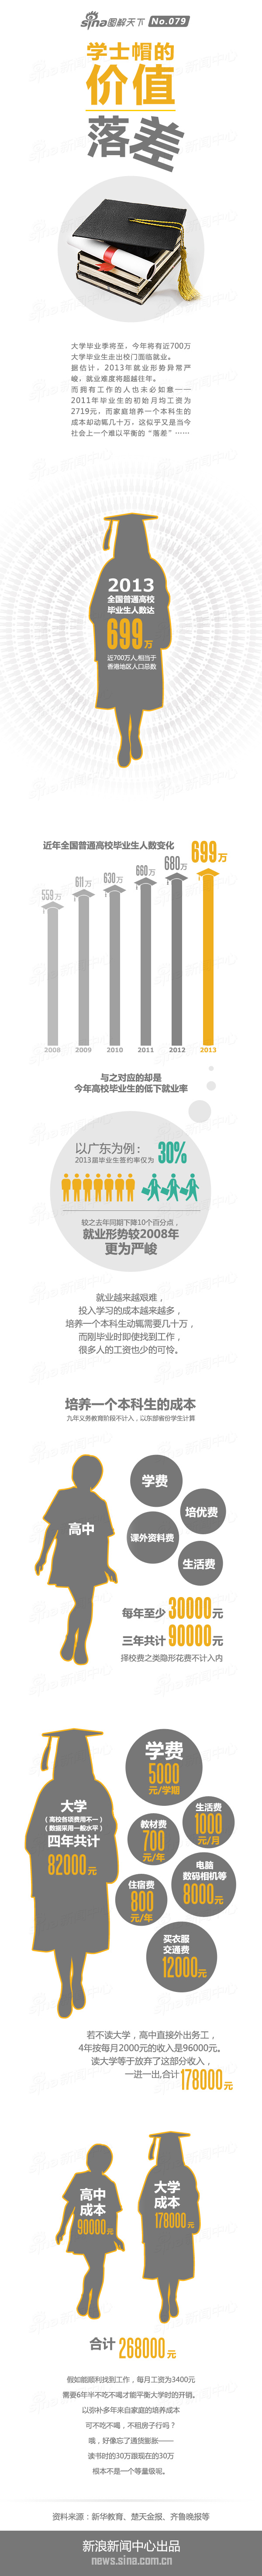 sina图解天下 No.079
学士帽的
价值
落差
大学毕业季将至，今年将有近700万
大学毕业生走出校门面临就业。
据估计，2013年就业形势异常严
峻，就业难度将超越往年。
而拥有工作的人也未必如意——
2011年毕业生的初始月均工资为
2719元，而家庭培养一个本科生的
成本却动辄几十万，这似乎又是当今
社会上一个难以平衡的“落差”……
2013
全国普通高校
毕业生人数达
699万
近700万人,相当于
香港地区人口总数
近年全国普通高校毕业生人数变化
559万
611万
630万
660万
680万
699万
2008
2009
2010
2011
2012
2013
与之对应的却是
今年高校毕业生的低下就业率
以广东为例：
2013届毕业生签约率仅为
30%
较之去年同期下降10个百分点，
就业形势较2008年
更为严峻
就业越来越艰难，
投入学习的成本越来越多，
培养一个本科生动辄需要几十万，
而刚毕业时即使找到工作，
很多人的工资也少的可怜。
培养一个本科生的成本
九年义务教育阶段不计入，以东部省份学生计算
高中
学费
培优费
课外资料费
生活费
每年至少30000元
三年共计90000元
择校费之类隐形花费不计入内
大学
（高校各项费用不一）
（数据采用一般水平）
四年共计
82000元
学费
5000
元/学期
生活费
1000
元/月
教材费
700
元/年
电脑
数码相机等
8000元
住宿费
800
元/年
买衣服
交通费
12000元
若不读大学，高中直接外出务工，
4年按每月2000元的收入是96000元。
读大学等于放弃了这部分收入，
一进一出,合计178000元
高中
成本
90000元
大学
成本
178000元
合计268000元
假如能顺利找到工作，每月工资为3400元
需要6年半不吃不喝才能平衡大学时的开销。
以弥补多年来自家庭的培养成本
可不吃不喝，不租房子行吗？
哦，好像忘了通货膨胀——
读书时的30万跟现在的30万
根本不是一个等量级呢。
资料来源：新华教育、楚天金报、齐鲁晚报等
新浪新闻中心出品
news.sina.com.cn